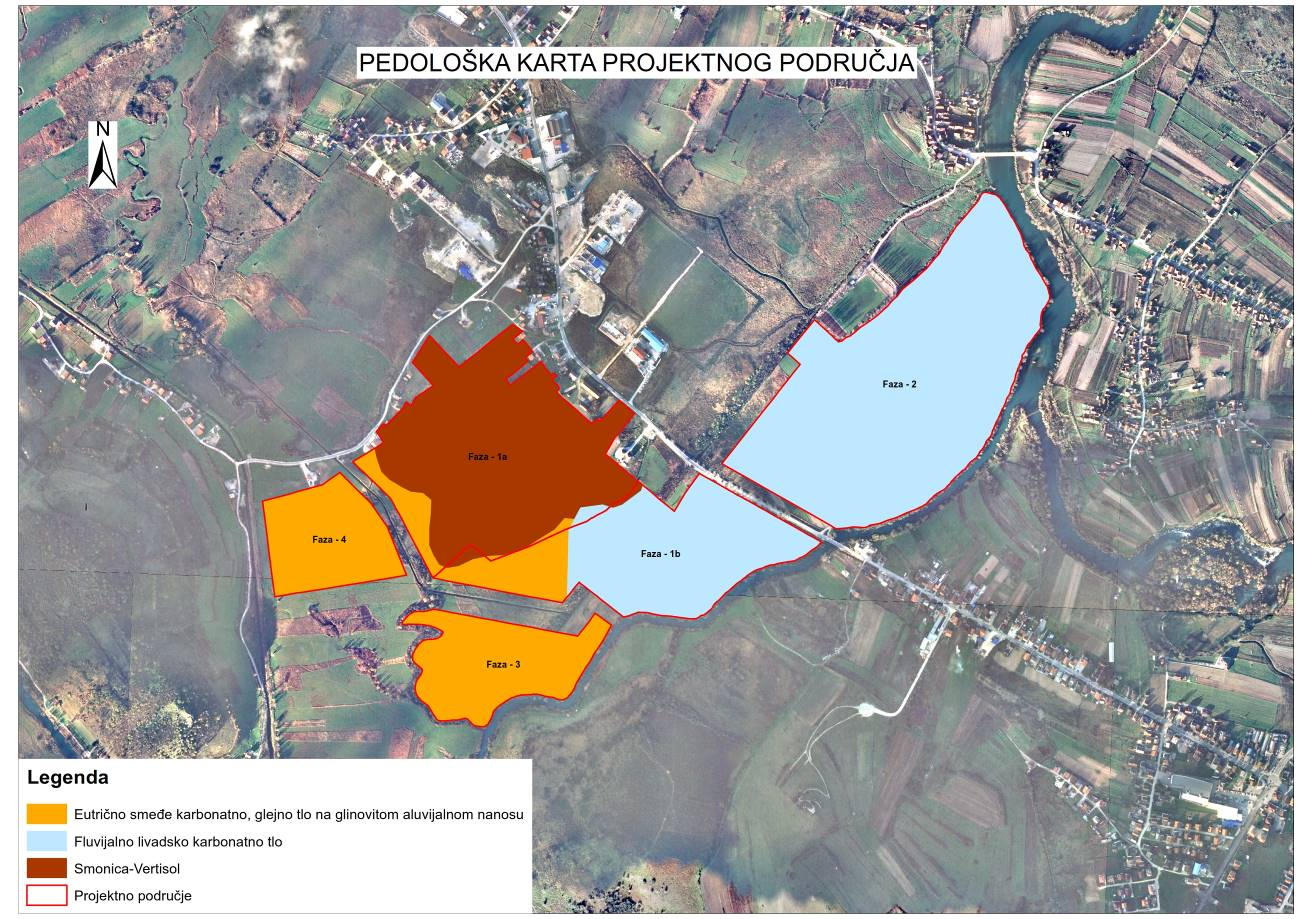 PEDOLOŠKA KARTA PROJEKTNOG PODRUČJA
N
Faza - 2
Faza - 1a
Faza - 4
Faza - 1b
Faza - 3
Legenda
Eutrično smeđe karbonatno, glejno tlo na glinovitom aluvijalnom nanosu
Fluvijalno livadsko karbonatno tlo
Smonica-Vertisol
Projektno područje